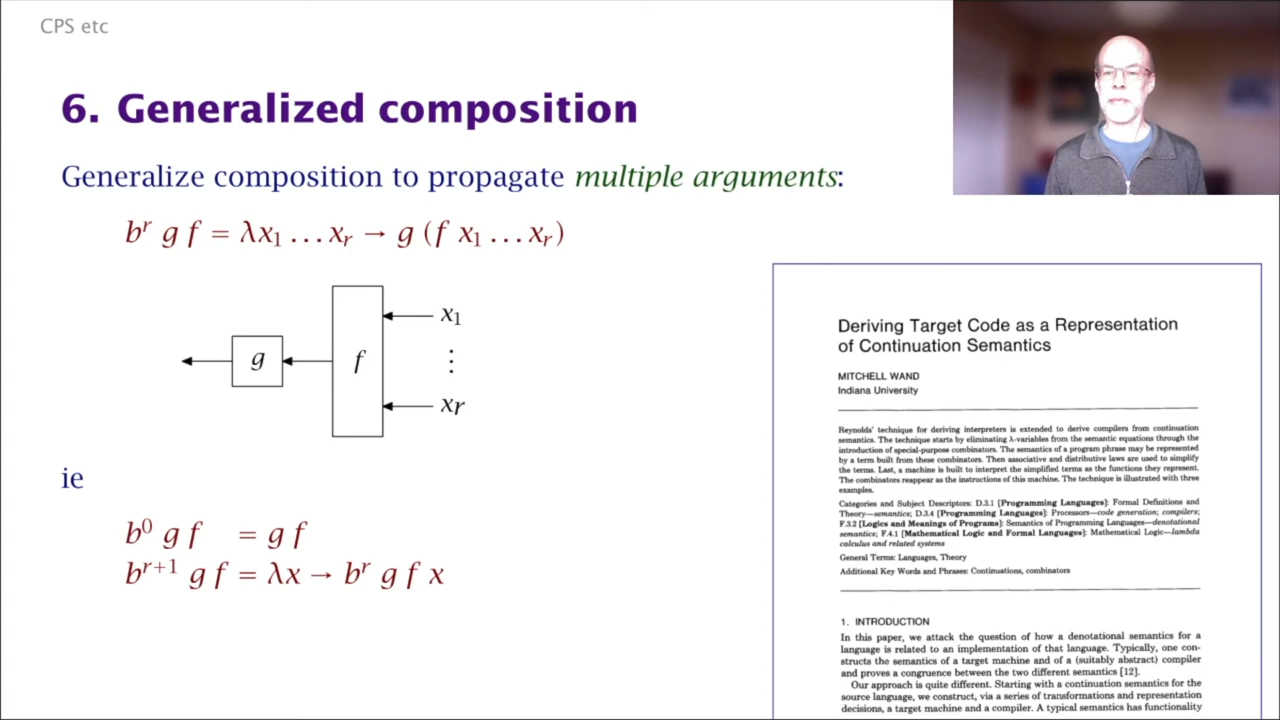 CPS etc
6. Generalized composition
Generalize composition to propagate multiple arguments:
bʳ g f = λx₁ … xᵣ → g (f x₁ … xᵣ)
x₁
g
f
⋮
xr
ie
b⁰ g f = g f
bʳ⁺¹ g f = λx → bʳ g f x
Deriving Target Code as a Representation
of Continuation Semantics
MITCHELL WAND
Indiana University
Reynolds' technique for deriving interpreters is extended to derive compilers from continuation
semantics. The technique starts by eliminating λ-variables from the semantic equations through the
introduction of special-purpose combinators. The semantics of a program phrase may be represented
by a term built from these combinators. Then associative and distributive laws are used to simplify
the terms. Last, a machine is built to interpret the simplified terms as the functions they represent.
The combinators reappear as the instructions of this machine. The technique is illustrated with three
examples.
Categories and Subject Descriptors: D.3.1 [Programming Languages]: Formal Definitions and
Theory—semantics; D.3.4 [Programming Languages]: Processors—code generation; compilers;
F.3.2 [Logics and Meanings of Programs]: Semantics of Programming Languages—denotational
semantics; F.4.1 [Mathematical Logic and Formal Languages]: Mathematical Logic—lambda
calculus and related systems
General Terms: Languages, Theory
Additional Key Words and Phrases: Continuations, combinators
1. INTRODUCTION
In this paper, we attack the question of how a denotational semantics for a
language is related to an implementation of that language. Typically, one con-
structs the semantics of a target machine and of a (suitably abstract) compiler
and proves a congruence between the two different semantics [12].
Our approach is quite different. Starting with a continuation semantics for the
source language, we construct, via a series of transformations and representation
decisions, a target machine and a compiler. A typical semantics has functionality